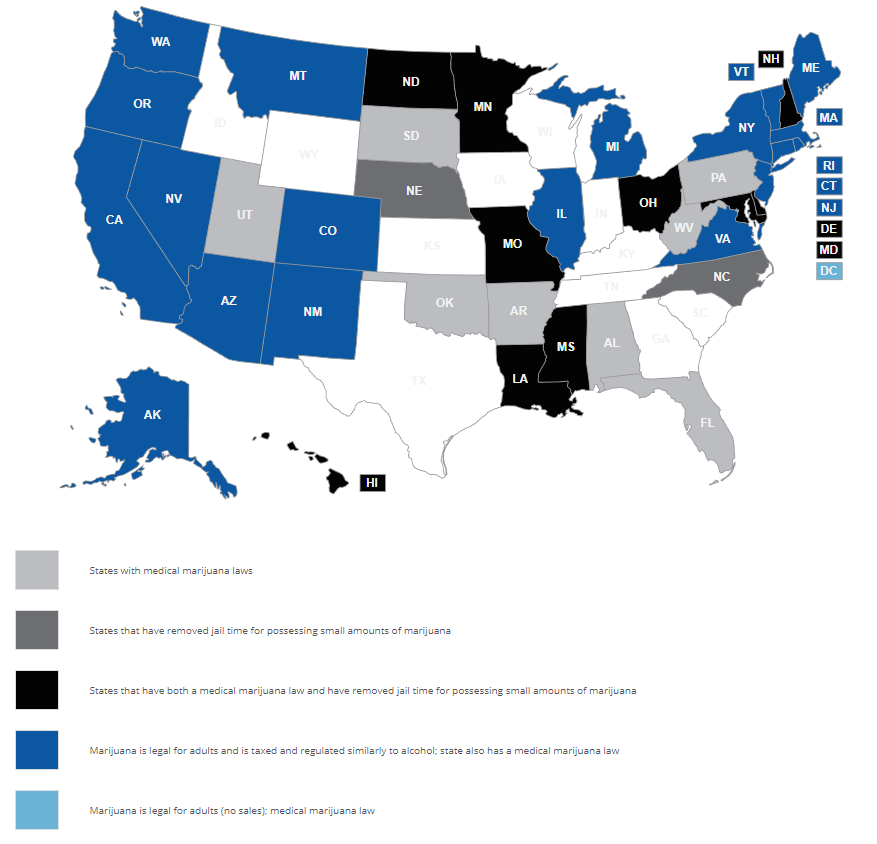 WA
MT
ND
MN
NH
VT
ME
OR
ID
WY
SD
WI
MI
NY
MA
NV
UT
NE
IA
PA
RI
CT
NJ
CA
CO
KS
MO
IL
IN
OH
WV
VA
DE
MD
DC
KY
NC
AZ
NM
OK
AR
TN
SC
TX
LA
MS
AL
GA
FL
AK
HI
States with medical marijuana laws
States that have removed jail time for possessing small amounts of marijuana
States that have both a medical marijuana law and have removed jail time for possessing small amounts of marijuana
Marijuana is legal for adults and is taxed and regulated similarly to alcohol; state also has a medical marijuana law
Marijuana is legal for adults (no sales); medical marijuana law